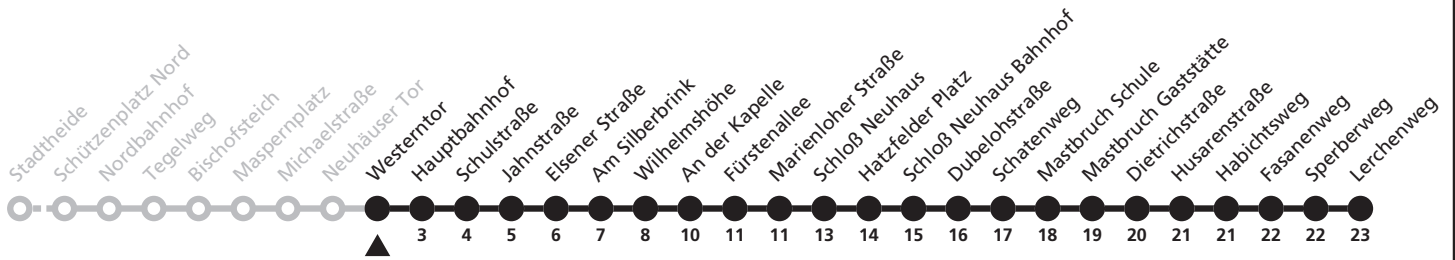 Stadtheide
Schützenplatz Nord
Nordbahnhof
Tegelweg
Bischofsteich
Maspernplatz
Michaelstraße
Neuhäuser Tor
Westerntor
Hauptbahnhof
Schulstraße
Jahnstraße
Elsener Straße
Am Silberbrink
Wilhelmshöhe
An der Kapelle
Fürstenallee
Marienloher Straße
Schloß Neuhaus
Hatzfelder Platz
Schloß Neuhaus Bahnhof
Dubelohstraße
Schatenweg
Mastbruch Schule
Mastbruch Gaststätte
Dietrichstraße
Husarenstraße
Habichtsweg
Fasanenweg
Sperberweg
Lerchenweg
3 4 5 6 7 8 10 11 11 13 14 15 16 17 18 19 20 21 21 22 22 23